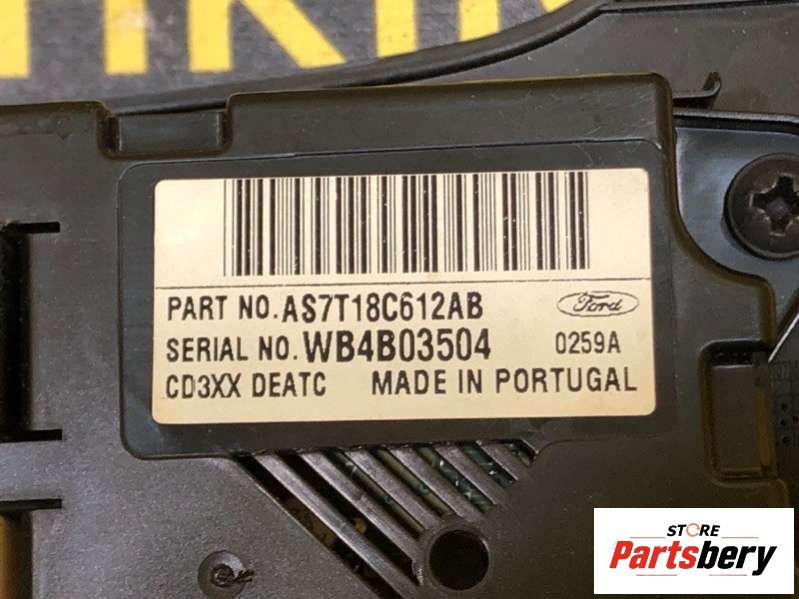 PART NO. AS7T18C612AB
Ford
SERIAL NO. WB4B03504 0259A
CD3XX DEATC MADE IN PORTUGAL
STORE
Partsbery